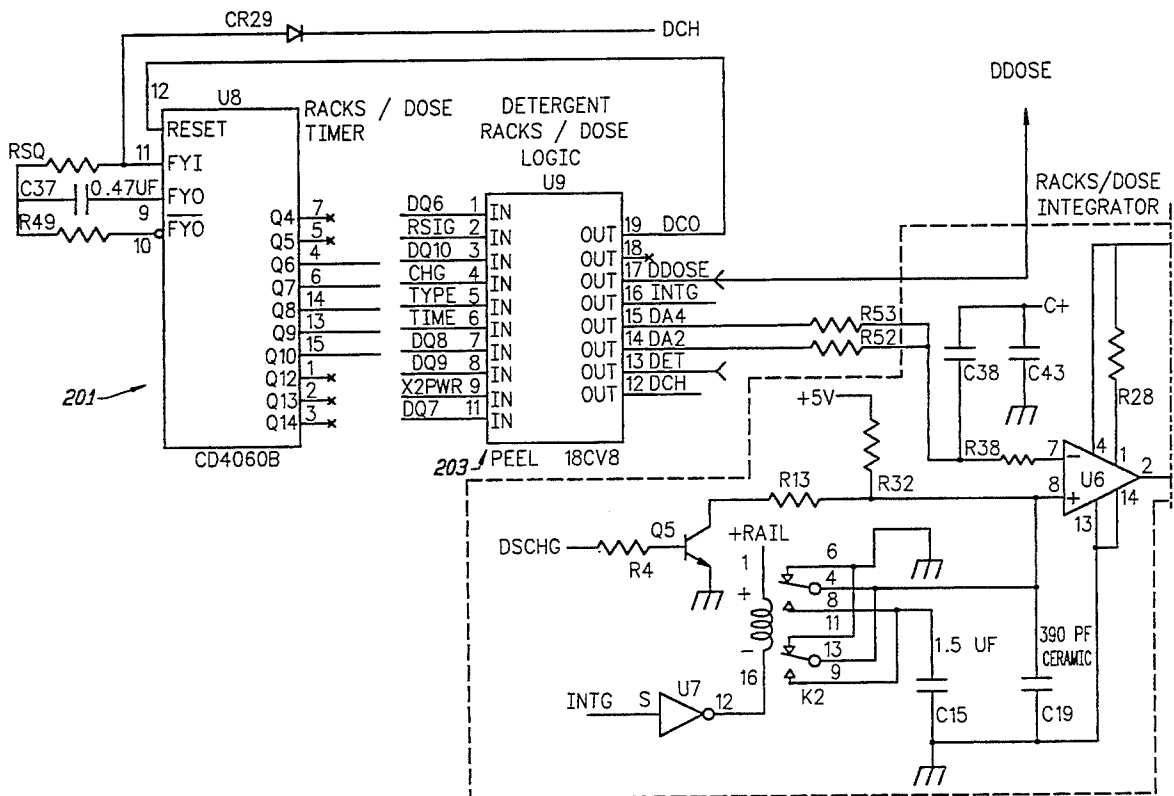 CR29
DCH
DDOSE
12
U8
RACKS / DOSE
TIMER
DETERGENT
RACKS / DOSE
LOGIC
U9
RESET
RSQ
11
FYI
C37
0.47UF
FYO
R49
9
FYO
10
Q4
7
Q5
5
Q6
4
Q7
6
Q8
14
Q9
13
Q10
15
Q12
1
Q13
2
Q14
3
201
CD4060B
DQ6 1 IN
RSIG 2 IN
DQ10 3 IN
CHG 4 IN
TYPE 5 IN
TIME 6 IN
DQ8 7 IN
DQ9 8 IN
X2PWR 9 IN
DQ7 11 IN
OUT 19 DCO
OUT 18
OUT 17 DDOSE
OUT 16 INTG
OUT 15 DA4
OUT 14 DA2
OUT 13 DET
OUT 12 DCH
203
PEEL 18CV8
RACKS/DOSE
INTEGRATOR
R53
R52
C+
C38
C43
R28
+5V
R38
7
4
1
U6
2
8
14
13
R13
R32
DSCHG
R4
Q5
+RAIL
1
+
6
4
8
11
13
9
K2
−
16
1.5 UF
C15
390 PF
CERAMIC
C19
INTG
S
U7
12